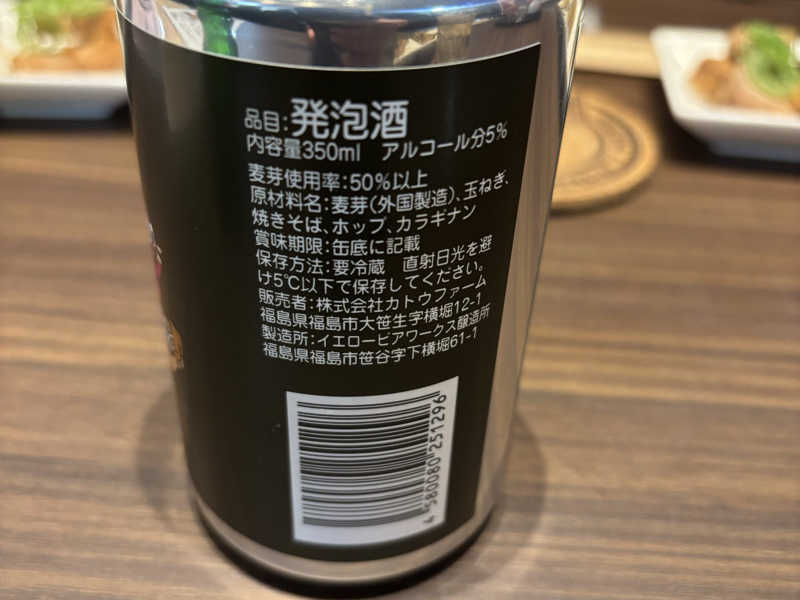 品目:発泡酒
内容量350ml アルコール分5%
麦芽使用率:50%以上
原材料名:麦芽(外国製造)、玉ねぎ、
焼きそば、ホップ、カラギナン
賞味期限:缶底に記載
保存方法:要冷蔵 直射日光を避
け5℃以下で保存してください。
販売者:株式会社カトウファーム
福島県福島市大笹生字横堀12-1
製造所:イエロービアワークス醸造所
福島県福島市笹谷字下横堀61-1
4580080251296